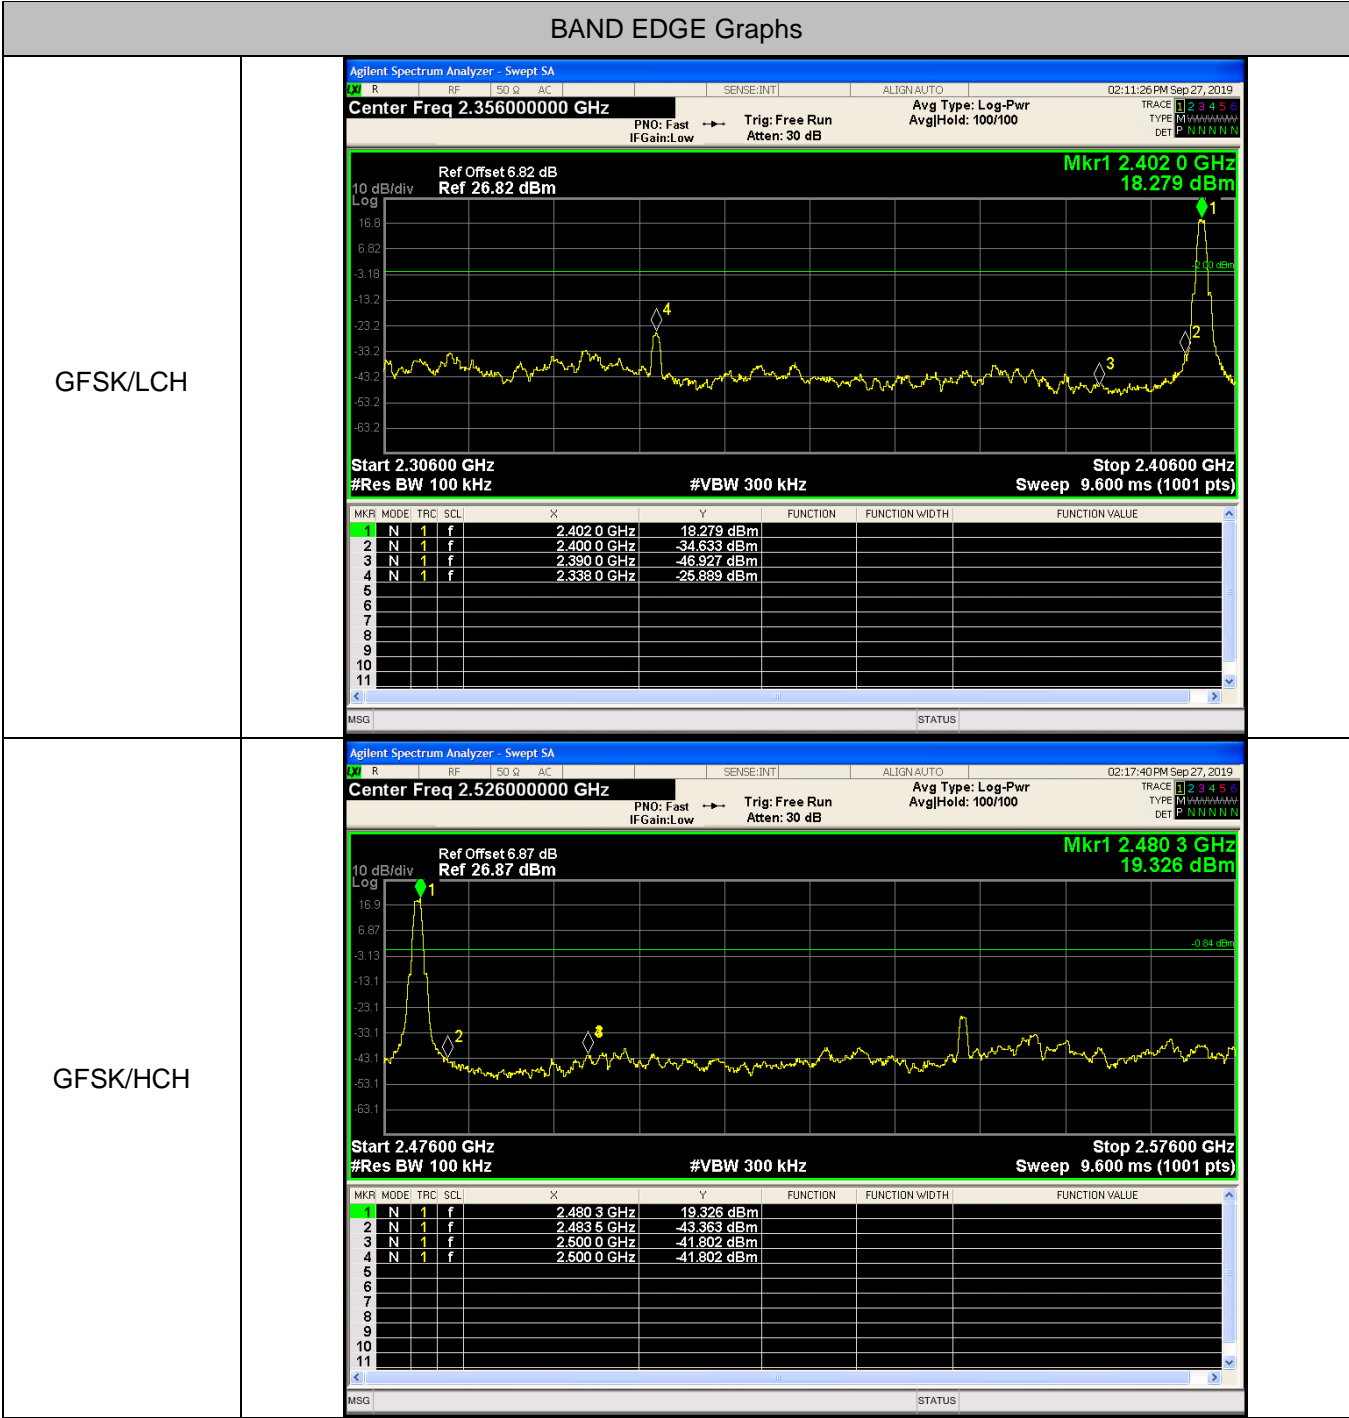 BAND EDGE Graphs
GFSK/LCH
Agilent Spectrum Analyzer - Swept SA
LXI R RF 50 Ω AC SENSE:INT ALIGN AUTO 02:11:26 PM Sep 27, 2019
Center Freq 2.356000000 GHz Avg Type: Log-Pwr TRACE 1 2 3 4 5 6
PNO: Fast Trig: Free Run Avg|Hold: 100/100 TYPE M
IFGain:Low Atten: 30 dB DET P N N N N N
Mkr1 2.402 0 GHz
18.279 dBm
Ref Offset 6.82 dB
10 dB/div Ref 26.82 dBm
Log
16.8
6.82
-3.18
-13.2
-23.2
-33.2
-43.2
-53.2
-63.2
1
-2.00 dBm
4
2
3
Start 2.30600 GHz Stop 2.40600 GHz
#Res BW 100 kHz #VBW 300 kHz Sweep 9.600 ms (1001 pts)
MKR MODE TRC SCL X Y FUNCTION FUNCTION WIDTH FUNCTION VALUE
1 N 1 f 2.402 0 GHz 18.279 dBm
2 N 1 f 2.400 0 GHz -34.633 dBm
3 N 1 f 2.390 0 GHz -46.927 dBm
4 N 1 f 2.338 0 GHz -25.889 dBm
5
6
7
8
9
10
11
MSG STATUS
GFSK/HCH
Agilent Spectrum Analyzer - Swept SA
LXI R RF 50 Ω AC SENSE:INT ALIGN AUTO 02:17:40 PM Sep 27, 2019
Center Freq 2.526000000 GHz Avg Type: Log-Pwr TRACE 1 2 3 4 5 6
PNO: Fast Trig: Free Run Avg|Hold: 100/100 TYPE M
IFGain:Low Atten: 30 dB DET P N N N N N
Mkr1 2.480 3 GHz
19.326 dBm
Ref Offset 6.87 dB
10 dB/div Ref 26.87 dBm
Log
16.9
6.87
-3.13
-13.1
-23.1
-33.1
-43.1
-53.1
-63.1
1
-0.84 dBm
2
Start 2.47600 GHz Stop 2.57600 GHz
#Res BW 100 kHz #VBW 300 kHz Sweep 9.600 ms (1001 pts)
MKR MODE TRC SCL X Y FUNCTION FUNCTION WIDTH FUNCTION VALUE
1 N 1 f 2.480 3 GHz 19.326 dBm
2 N 1 f 2.483 5 GHz -43.363 dBm
3 N 1 f 2.500 0 GHz -41.802 dBm
4 N 1 f 2.500 0 GHz -41.802 dBm
5
6
7
8
9
10
11
MSG STATUS